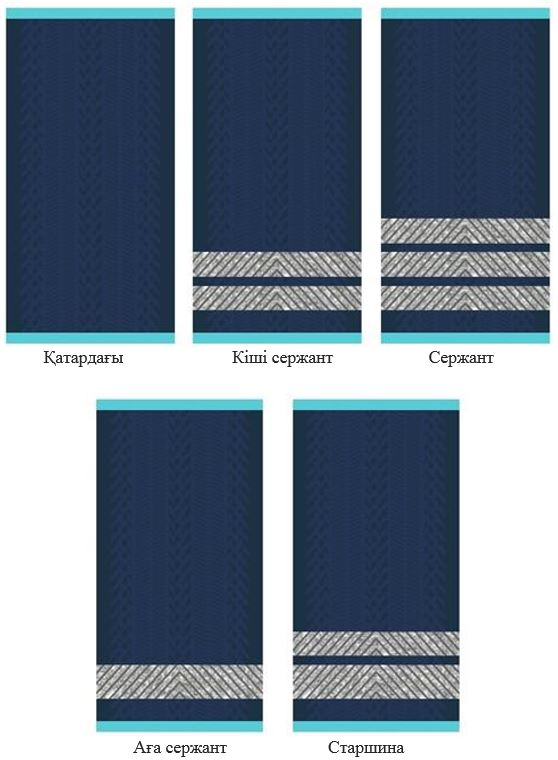 Қатардағы
Кіші сержант
Сержант
Аға сержант
Старшина